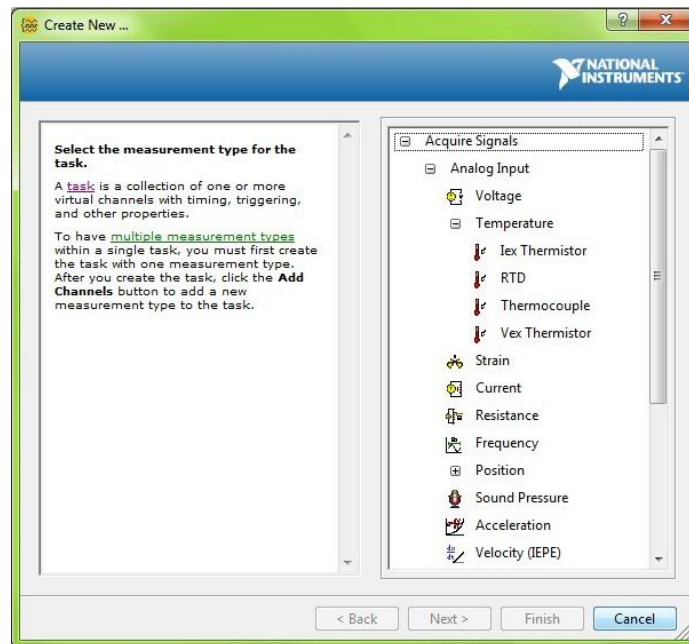 Create New ...
NATIONAL
INSTRUMENTS
Select the measurement type for the
task.
A task is a collection of one or more
virtual channels with timing, triggering,
and other properties.
To have multiple measurement types
within a single task, you must first create
the task with one measurement type.
After you create the task, click the Add
Channels button to add a new
measurement type to the task.
Acquire Signals
Analog Input
Voltage
Temperature
Iex Thermistor
RTD
Thermocouple
Vex Thermistor
Strain
Current
Resistance
Frequency
Position
Sound Pressure
Acceleration
Velocity (IEPE)
< Back Next > Finish Cancel